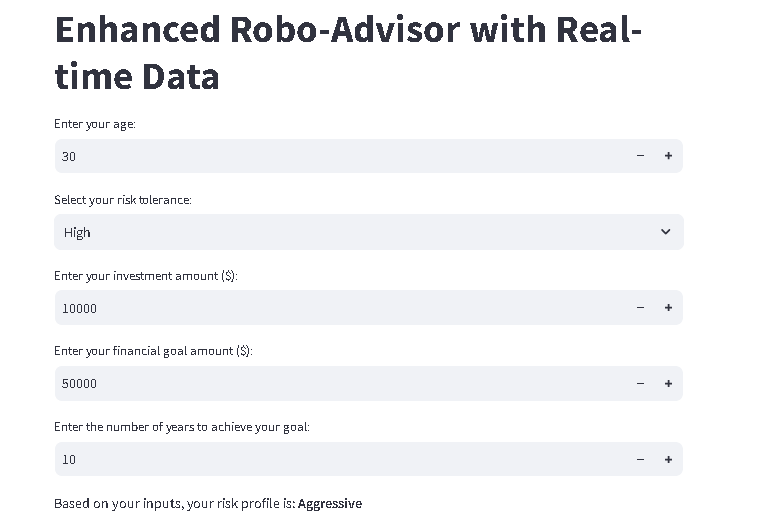 Enhanced Robo-Advisor with Real-
time Data
Enter your age:
30
Select your risk tolerance:
High
Enter your investment amount ($):
10000
Enter your financial goal amount ($):
50000
Enter the number of years to achieve your goal:
10
Based on your inputs, your risk profile is: Aggressive